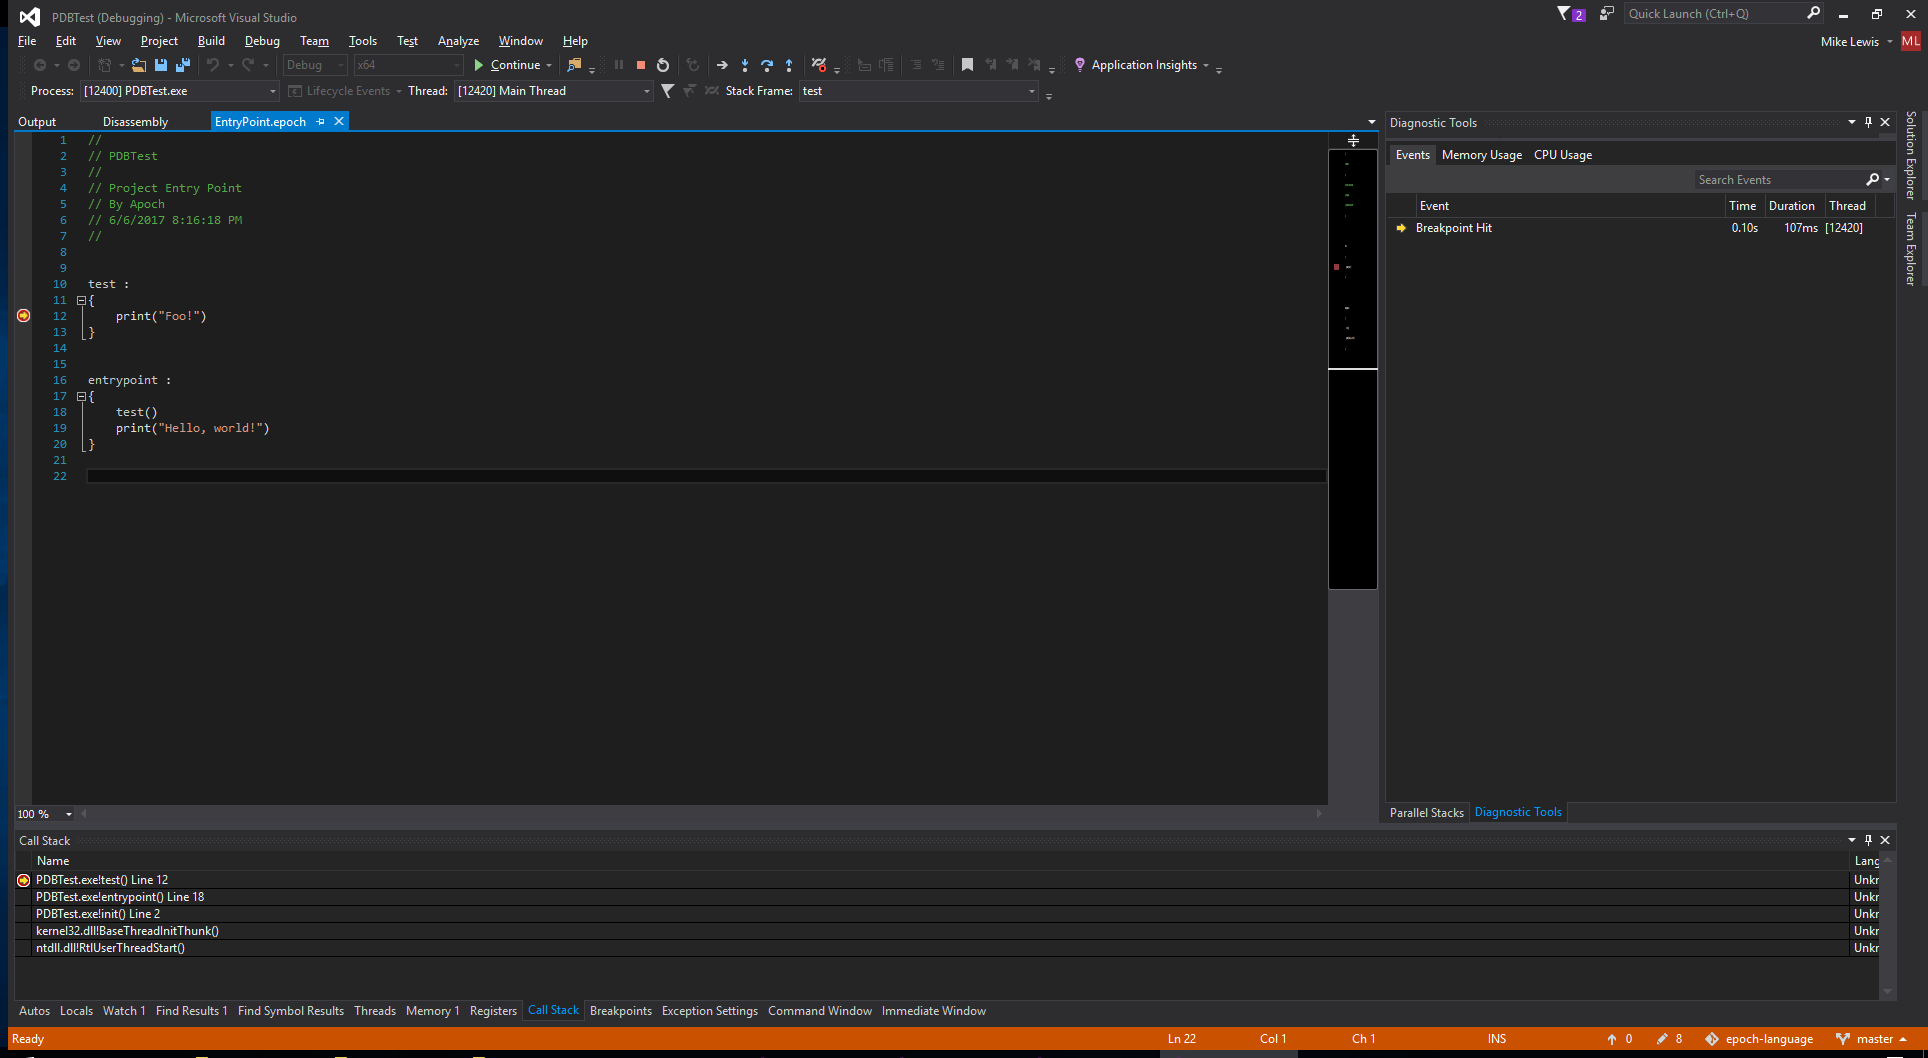 PDBTest (Debugging) - Microsoft Visual Studio
2
Quick Launch (Ctrl+Q)
File Edit View Project Build Debug Team Tools Test Analyze Window Help
Mike Lewis ML
Debug x64 Continue Application Insights
Process: [12400] PDBTest.exe Lifecycle Events Thread: [12420] Main Thread Stack Frame: test
Output Disassembly EntryPoint.epoch
1 //
2 // PDBTest
3 //
4 // Project Entry Point
5 // By Apoch
6 // 6/6/2017 8:16:18 PM
7 //
8
9
10 test :
11 {
12 print("Foo!")
13 }
14
15
16 entrypoint :
17 {
18 test()
19 print("Hello, world!")
20 }
21
22
100 %
Diagnostic Tools
Events Memory Usage CPU Usage
Search Events
Event Time Duration Thread
Breakpoint Hit 0.10s 107ms [12420]
Parallel Stacks Diagnostic Tools
Solution Explorer
Team Explorer
Call Stack
Name Lang
PDBTest.exe!test() Line 12 Unkr
PDBTest.exe!entrypoint() Line 18 Unkr
PDBTest.exe!init() Line 2 Unkr
kernel32.dll!BaseThreadInitThunk() Unkr
ntdll.dll!RtlUserThreadStart() Unkr
Autos Locals Watch 1 Find Results 1 Find Symbol Results Threads Memory 1 Registers Call Stack Breakpoints Exception Settings Command Window Immediate Window
Ready Ln 22 Col 1 Ch 1 INS 0 8 epoch-language master